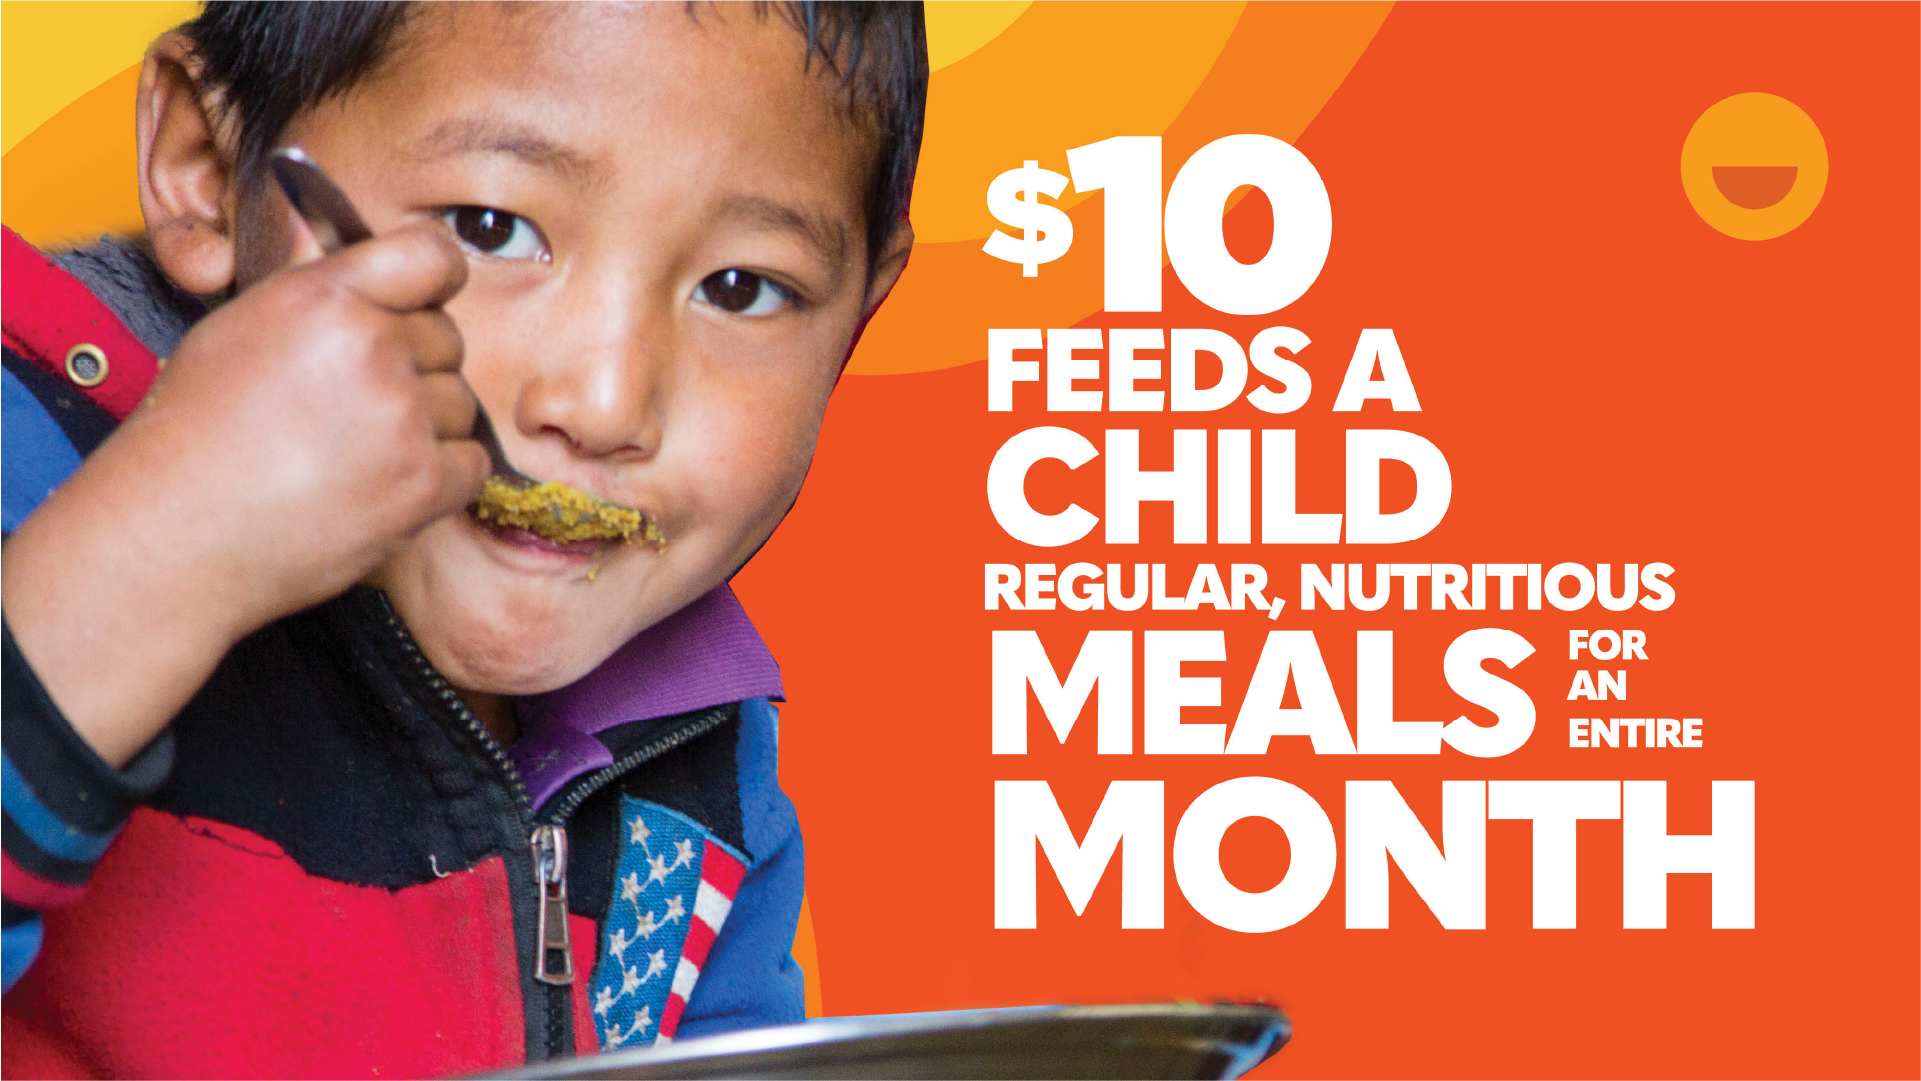 $10
FEEDS A
CHILD
REGULAR, NUTRITIOUS
MEALS
FOR
AN
ENTIRE
MONTH